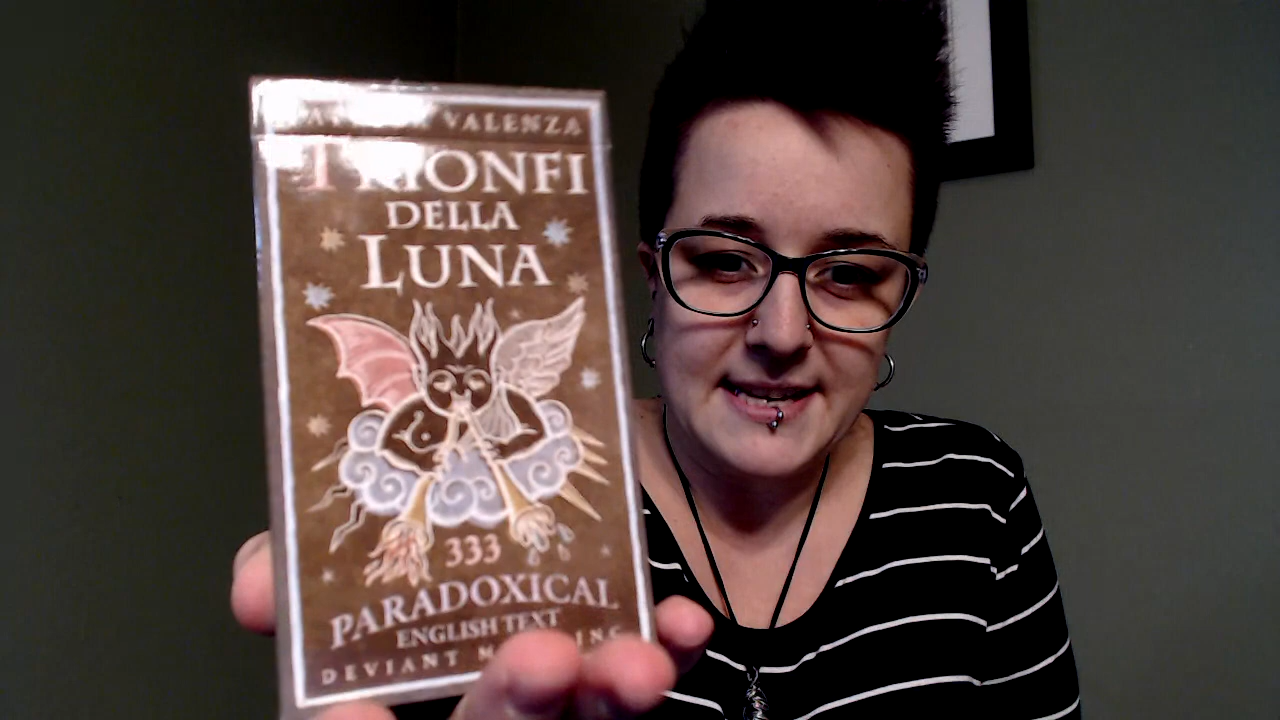 VALENZA
TRIONFI
DELLA
LUNA
333
PARADOXICAL
ENGLISH TEXT
DEVIANT